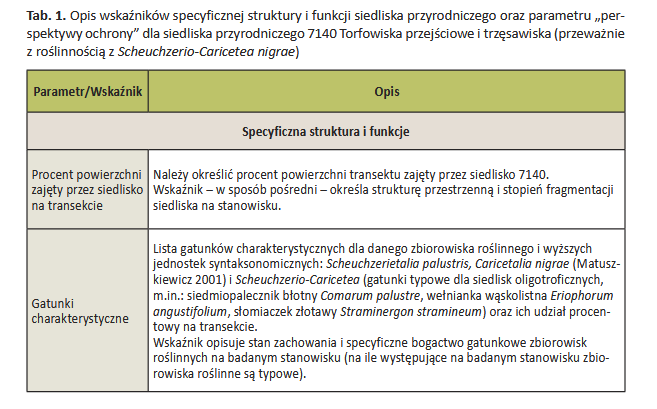 Tab. 1. Opis wskaźników specyficznej struktury i funkcji siedliska przyrodniczego oraz parametru „per-
spektywy ochrony” dla siedliska przyrodniczego 7140 Torfowiska przejściowe i trzęsawiska (przeważnie
z roślinnością z Scheuchzerio-Caricetea nigrae)
Parametr/Wskaźnik
Opis
Specyficzna struktura i funkcje
Procent powierzchni
zajęty przez siedlisko
na transekcie
Należy określić procent powierzchni transektu zajęty przez siedlisko 7140.
Wskaźnik – w sposób pośredni – określa strukturę przestrzenną i stopień fragmentacji
siedliska na stanowisku.
Gatunki
charakterystyczne
Lista gatunków charakterystycznych dla danego zbiorowiska roślinnego i wyższych
jednostek syntaksonomicznych: Scheuchzerietalia palustris, Caricetalia nigrae (Matusz-
kiewicz 2001) i Scheuchzerio-Caricetea (gatunki typowe dla siedlisk oligotroficznych,
m.in.: siedmiopalecznik błotny Comarum palustre, wełnianka wąskolistna Eriophorum
angustifolium, słomiaczek złotawy Straminergon stramineum) oraz ich udział procen-
towy na transekcie.
Wskaźnik opisuje stan zachowania i specyficzne bogactwo gatunkowe zbiorowisk
roślinnych na badanym stanowisku (na ile występujące na badanym stanowisku zbio-
rowiska roślinne są typowe).